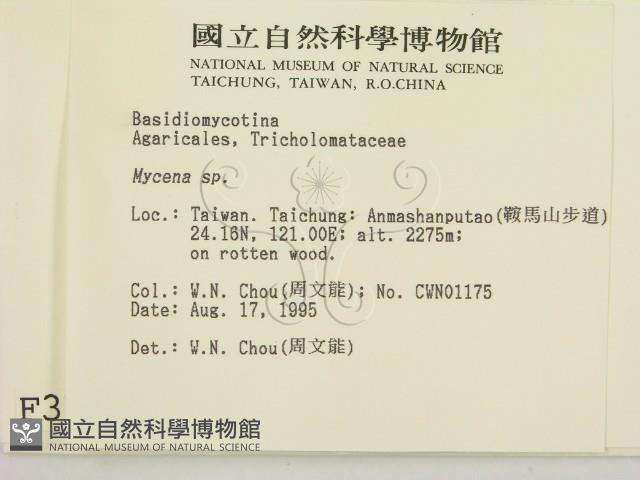 國立自然科學博物館
NATIONAL MUSEUM OF NATURAL SCIENCE
TAICHUNG, TAIWAN, R.O.CHINA
Basidiomycotina
Agaricales, Tricholomataceae
Mycena sp.
Loc.: Taiwan. Taichung: Anmashanputao(鞍馬山步道)
24.16N, 121.00E; alt. 2275m;
on rotten wood.
Col.: W.N. Chou(周文能); No. CWN01175
Date: Aug. 17, 1995
Det.: W.N. Chou(周文能)
F3
國立自然科學博物館
NATIONAL MUSEUM OF NATURAL SCIENCE